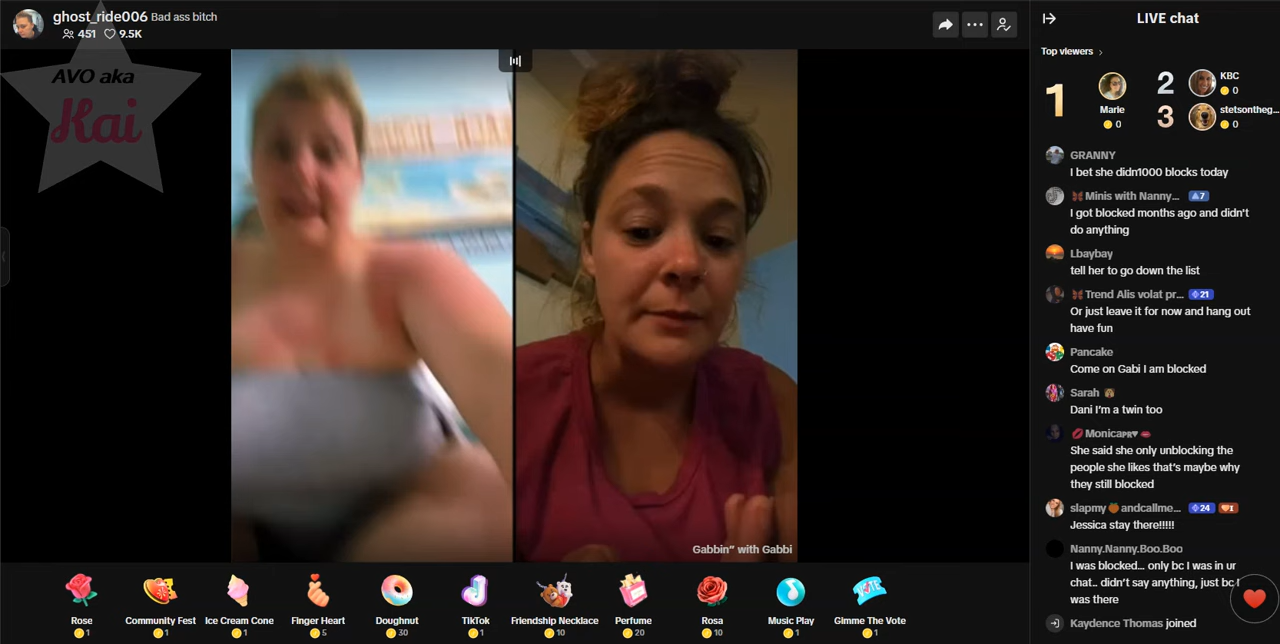 ghost_ride006 Bad ass bitch
451 9.5K
AVO aka
Kai
Gabbin" with Gabbi
Rose
1
Community Fest
1
Ice Cream Cone
1
Finger Heart
5
Doughnut
30
TikTok
1
Friendship Necklace
10
Perfume
20
Rosa
10
Music Play
1
VOTE
Gimme The Vote
1
LIVE chat
Top viewers >
1
Marie
0
2
KBC
0
3
stetsontheg...
0
GRANNY
I bet she didn1000 blocks today
Minis with Nanny... 7
I got blocked months ago and didn't
do anything
Lbaybay
tell her to go down the list
Trend Alis volat pr... 21
Or just leave it for now and hang out
have fun
Pancake
Come on Gabi I am blocked
Sarah
Dani I'm a twin too
Monicaᴘʀ♥
She said she only unblocking the
people she likes that's maybe why
they still blocked
slapmy🍑andcallme... 24 I
Jessica stay there!!!!!
Nanny.Nanny.Boo.Boo
I was blocked... only bc I was in ur
chat.. didn't say anything, just bc I
was there
Kaydence Thomas joined